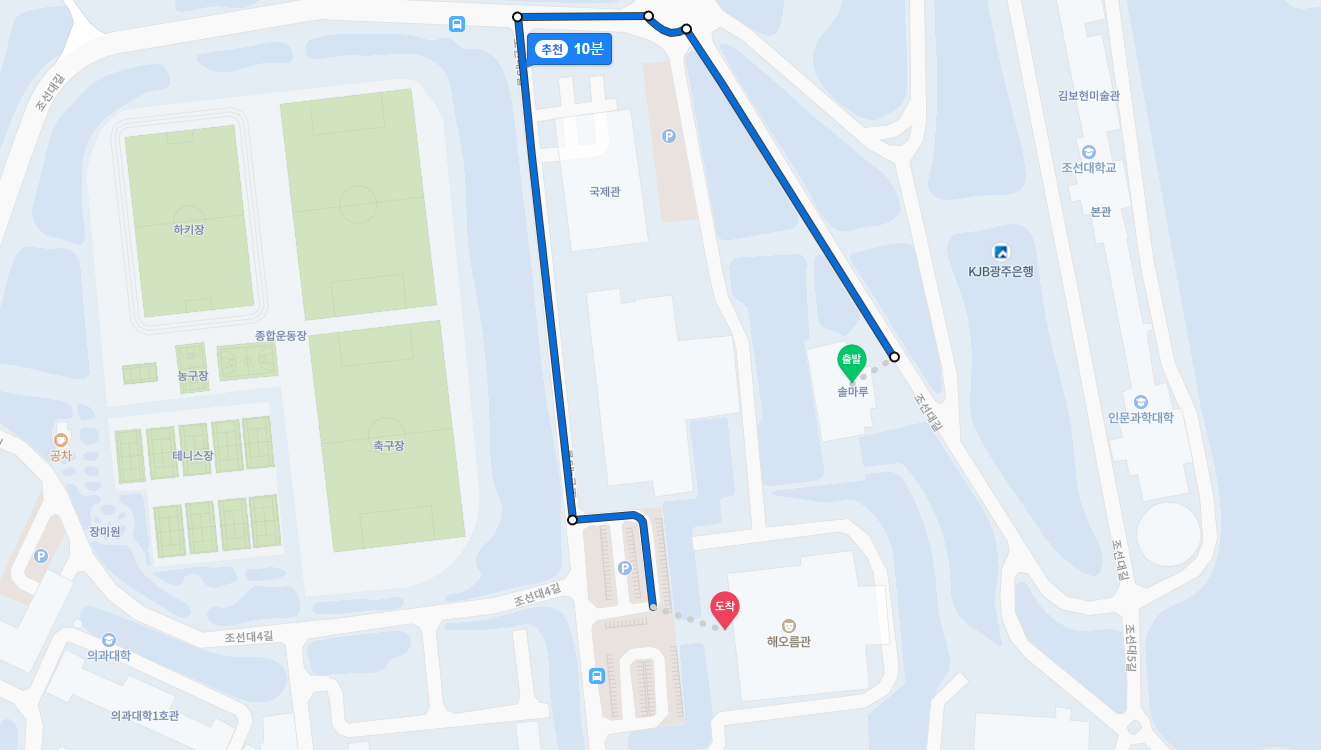 추천 10분
조선대길
김보현미술관
P
조선대학교
국제관
본관
하키장
KJB광주은행
종합운동장
출발
농구장
솔마루
조선대길
인문과학대학
축구장
공차
테니스장
장미원
P
P
조선대길
조선대4길
도착
조선대4길
해오름관
의과대학
조선대5길
의과대학1호관